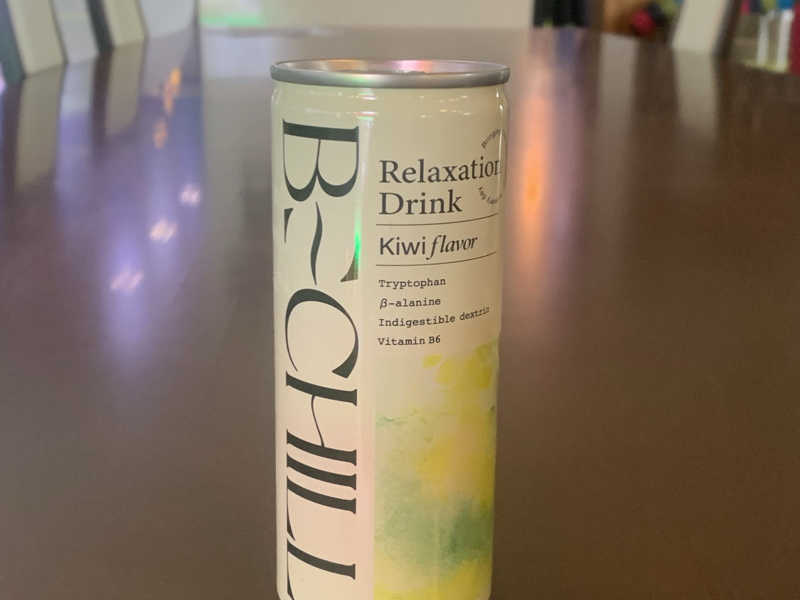 B-CHILL
Relaxation
Drink
Kiwi flavor
Tryptophan
β-alanine
Indigestible dextrin
Vitamin B6